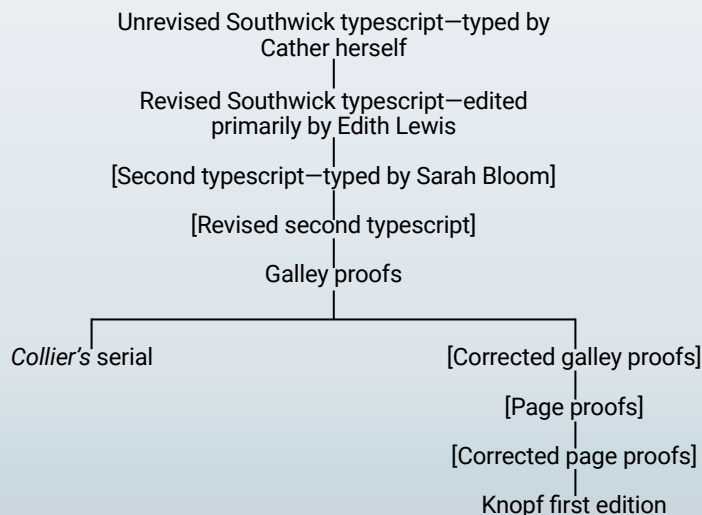 Unrevised Southwick typescript—typed by
Cather herself
Revised Southwick typescript—edited
primarily by Edith Lewis
[Second typescript—typed by Sarah Bloom]
[Revised second typescript]
Galley proofs
Collier's serial
[Corrected galley proofs]
[Page proofs]
[Corrected page proofs]
Knopf first edition